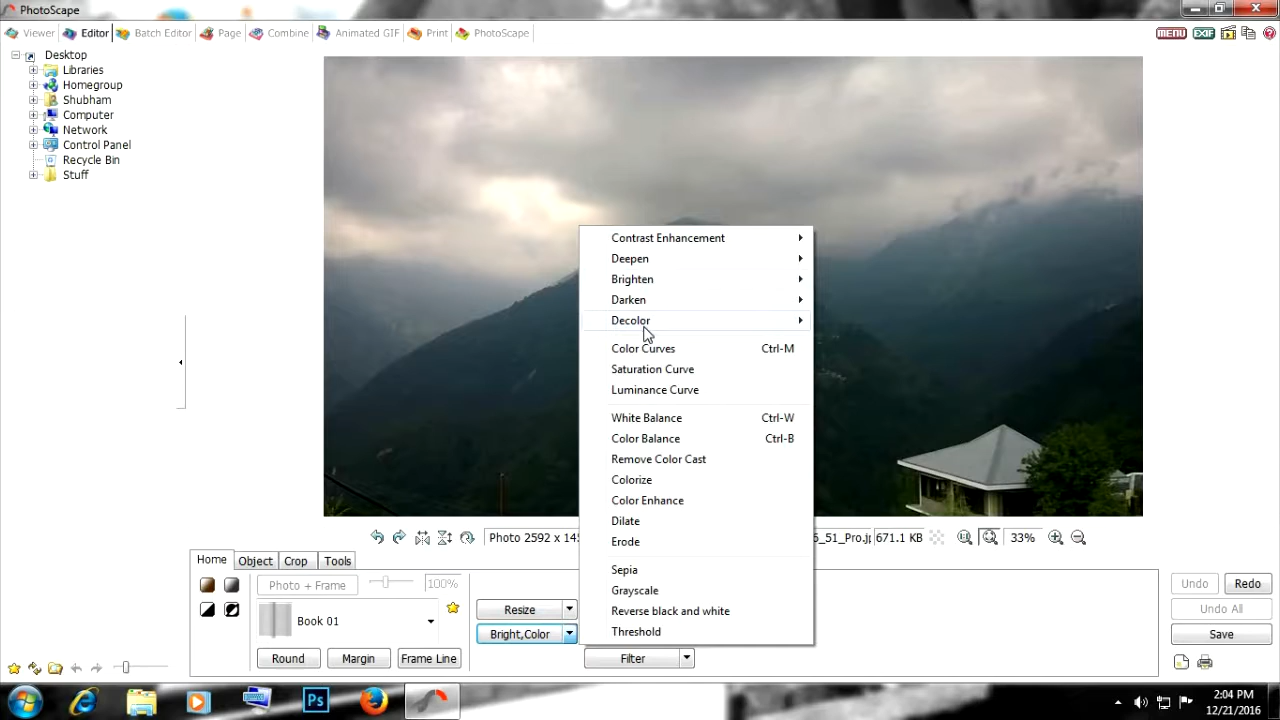 PhotoScape
Viewer Editor Batch Editor Page Combine Animated GIF Print PhotoScape MENU EXIF
Desktop
Libraries
Homegroup
Shubham
Computer
Network
Control Panel
Recycle Bin
Stuff
Contrast Enhancement
Deepen
Brighten
Darken
Decolor
Color Curves Ctrl-M
Saturation Curve
Luminance Curve
White Balance Ctrl-W
Color Balance Ctrl-B
Remove Color Cast
Colorize
Color Enhance
Dilate
Erode
Sepia
Grayscale
Reverse black and white
Threshold
Photo 2592 x 145 671.1 KB 33%
Home Object Crop Tools
Photo + Frame 100%
Book 01
Round Margin Frame Line
Resize
Bright,Color
Filter
Undo Redo
Undo All
Save
Ps
2:04 PM
12/21/2016